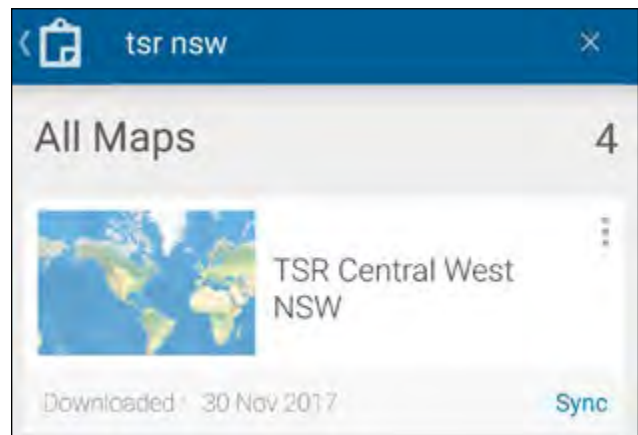 tsr nsw
All Maps 4
TSR Central West
NSW
Downloaded : 30 Nov 2017 Sync